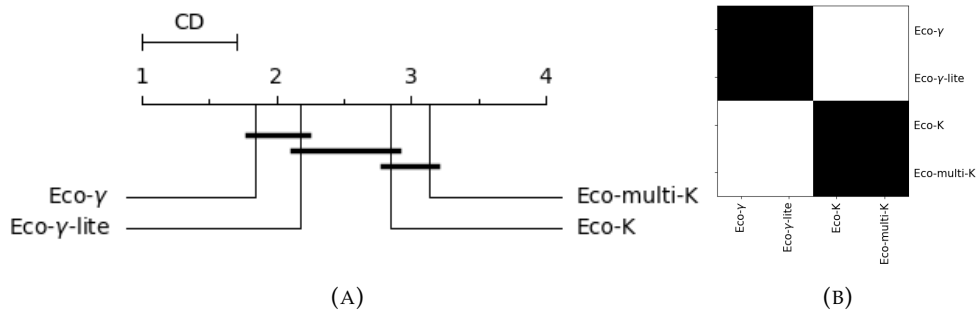 CD
1 2 3 4
Eco-γ
Eco-γ-lite
Eco-multi-K
Eco-K
(A)
Eco-γ
Eco-γ-lite
Eco-K
Eco-multi-K
Eco-γ
Eco-γ-lite
Eco-K
Eco-multi-K
(B)